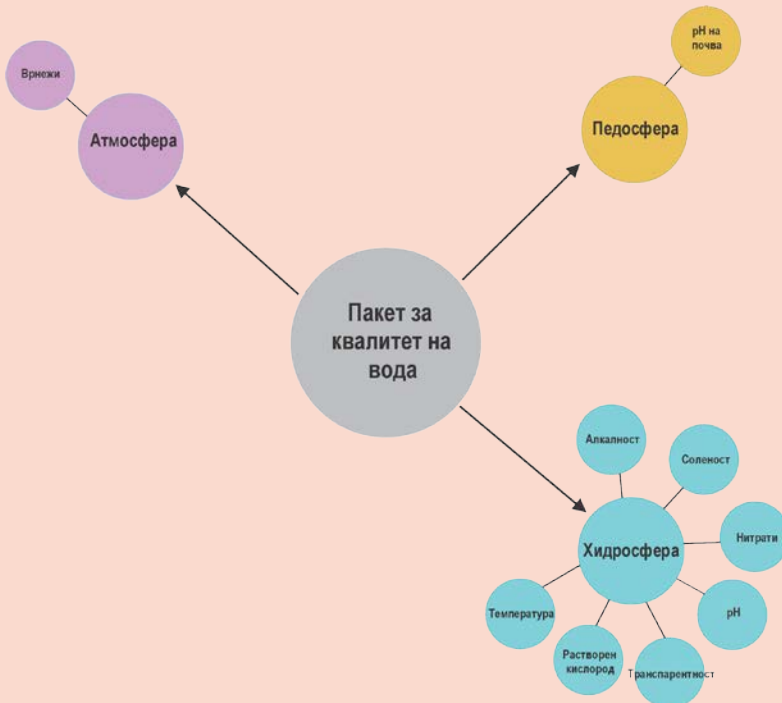 Врнежи
Атмосфера
pH на
почва
Педосфера
Пакет за
квалитет на
вода
Алкалност
Соленост
Хидросфера
Нитрати
Температура
pH
Растворен
кислород
Транспарентност